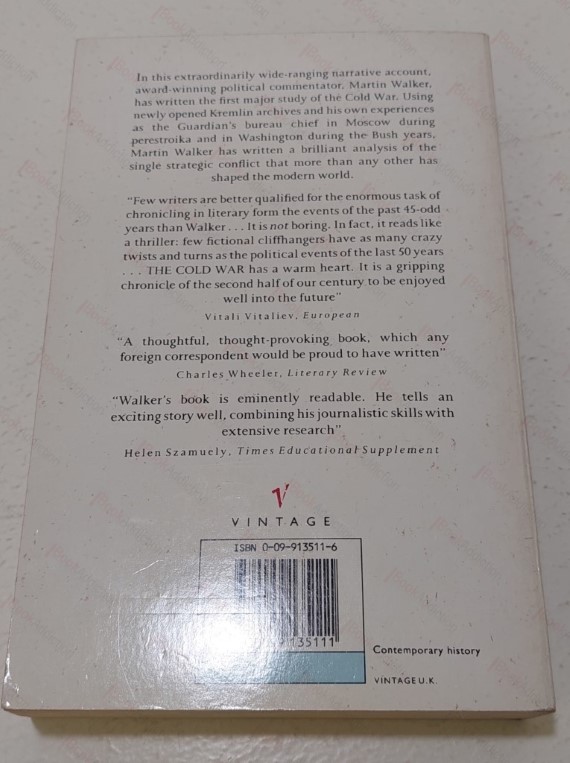 In this extraordinarily wide-ranging narrative account,
award-winning political commentator, Martin Walker,
has written the first major study of the Cold War. Using
newly opened Kremlin archives and his own experiences
as the Guardian's bureau chief in Moscow during
perestroika and in Washington during the Bush years,
Martin Walker has written a brilliant analysis of the
single strategic conflict that more than any other has
shaped the modern world.
"Few writers are better qualified for the enormous task of
chronicling in literary form the events of the past 45-odd
years than Walker . . . It is not boring. In fact, it reads like
a thriller: few fictional cliffhangers have as many crazy
twists and turns as the political events of the last 50 years
. . . THE COLD WAR has a warm heart. It is a gripping
chronicle of the second half of our century to be enjoyed
well into the future"
Vitali Vitaliev, European
"A thoughtful, thought-provoking book, which any
foreign correspondent would be proud to have written"
Charles Wheeler, Literary Review
"Walker's book is eminently readable. He tells an
exciting story well, combining his journalistic skills with
extensive research"
Helen Szamuely, Times Educational Supplement
V
VINTAGE
ISBN 0-09-913511-6
135111
Contemporary history
VINTAGE U.K.